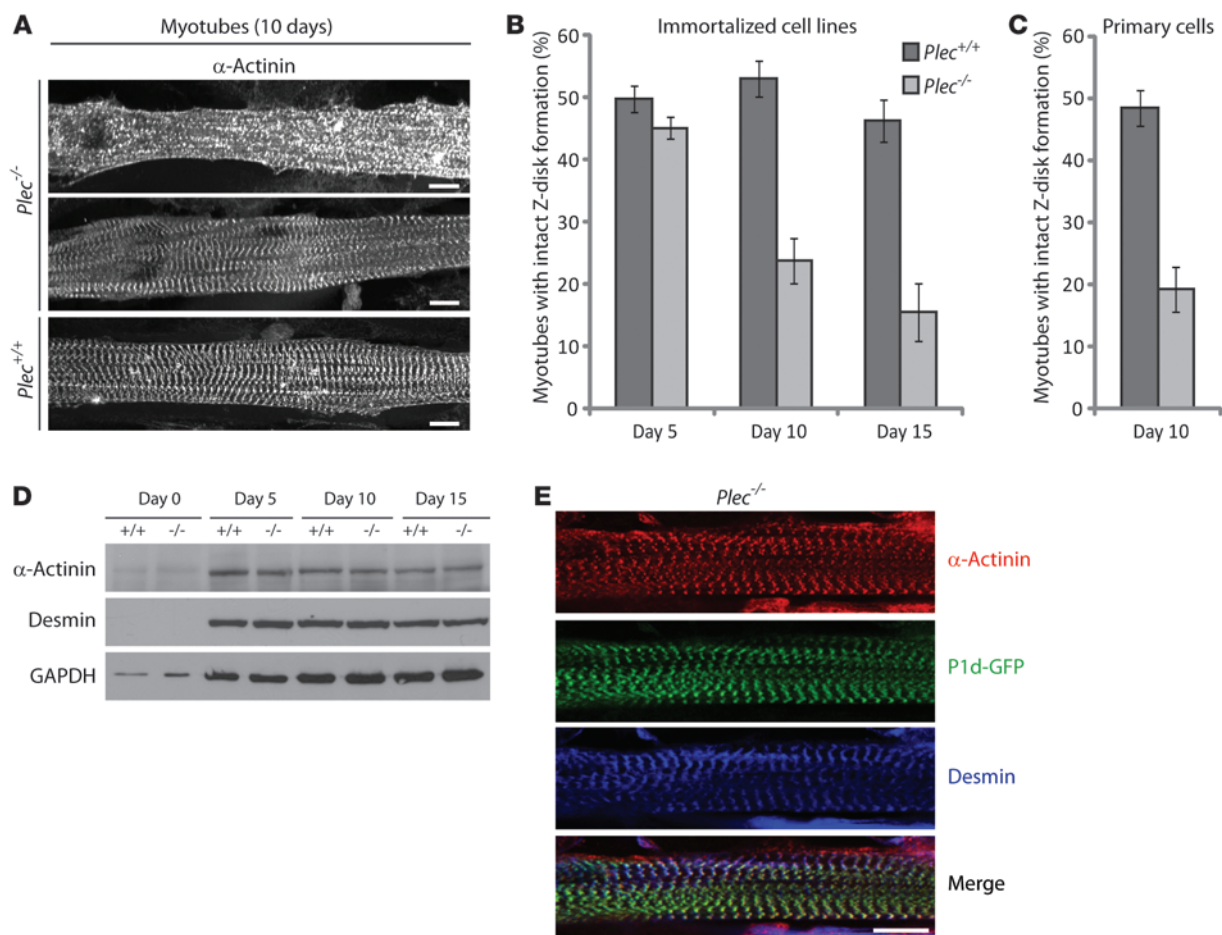 A
Myotubes (10 days)
α-Actinin
Plec-/-
Plec+/+
B
Immortalized cell lines
Myotubes with intact Z-disk formation (%)
60
50
40
30
20
10
0
Plec+/+
Plec-/-
Day 5
Day 10
Day 15
C
Primary cells
Myotubes with intact Z-disk formation (%)
60
50
40
30
20
10
0
Day 10
D
Day 0 Day 5 Day 10 Day 15
+/+ -/- +/+ -/- +/+ -/- +/+ -/-
α-Actinin
Desmin
GAPDH
E
Plec-/-
α-Actinin
P1d-GFP
Desmin
Merge